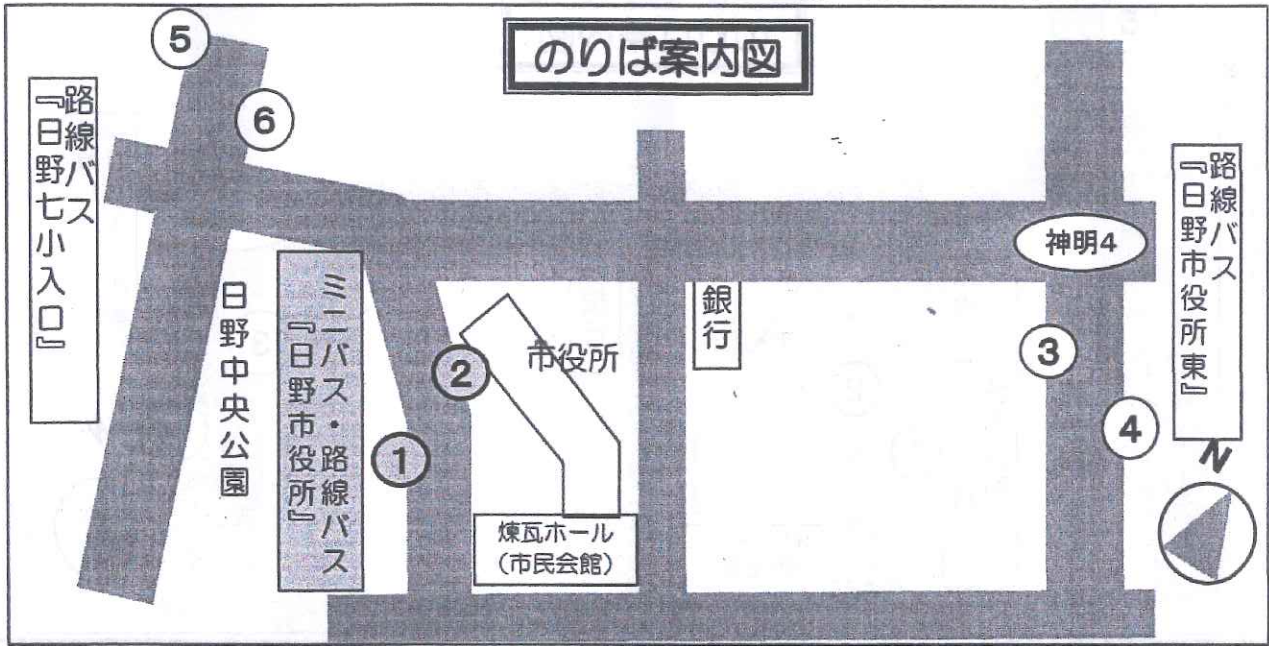 のりば案内図
⑤
⑥
路線バス
『日野七小入口』
日野中央公園
ミニバス・路線バス
『日野市役所』
①
②
市役所
煉瓦ホール
(市民会館)
銀行
神明4
③
④
路線バス
『日野市役所東』
N